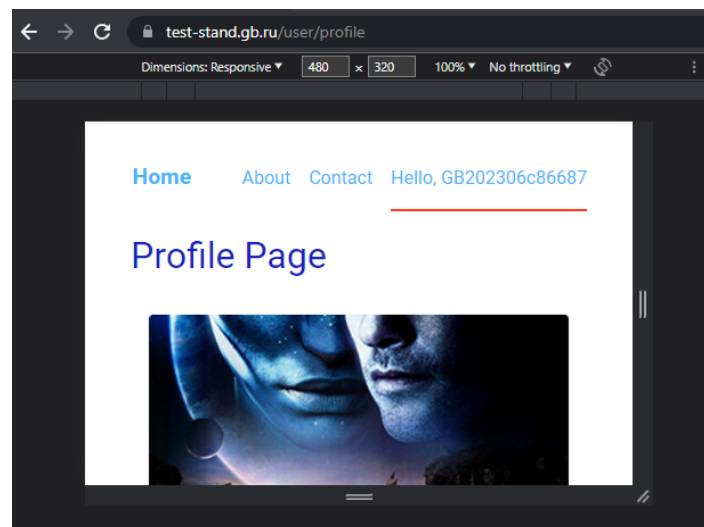 test-stand.gb.ru/user/profile
Dimensions: Responsive ▼ 480 × 320 100% ▼ No throttling ▼
Home About Contact Hello, GB202306c86687
Profile Page